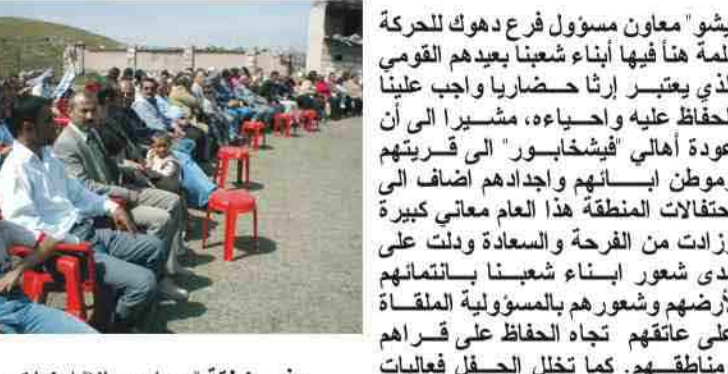 يشو" معاون مسؤول فرع دهوك للحركة
لمة هنأ فيها أبناء شعبنا بعيدهم القومي
ذي يعتبر إرثا حضاريا واجب علينا
حفاظ عليه واحياءه، مشيرا الى أن
عودة أهالي "فيشخابور" الى قريتهم
موطن ابائهم واجدادهم اضاف الى
حتفالات المنطقة هذا العام معاني كبيرة
زادت من الفرحة والسعادة ودلت على
دى شعور ابناء شعبنا بانتمائهم
رضهم وشعورهم بالمسؤولية الملقاة
على عاتقهم تجاه الحفاظ على قراهم
مناطقهم. كما تخلل الحفل فعاليات